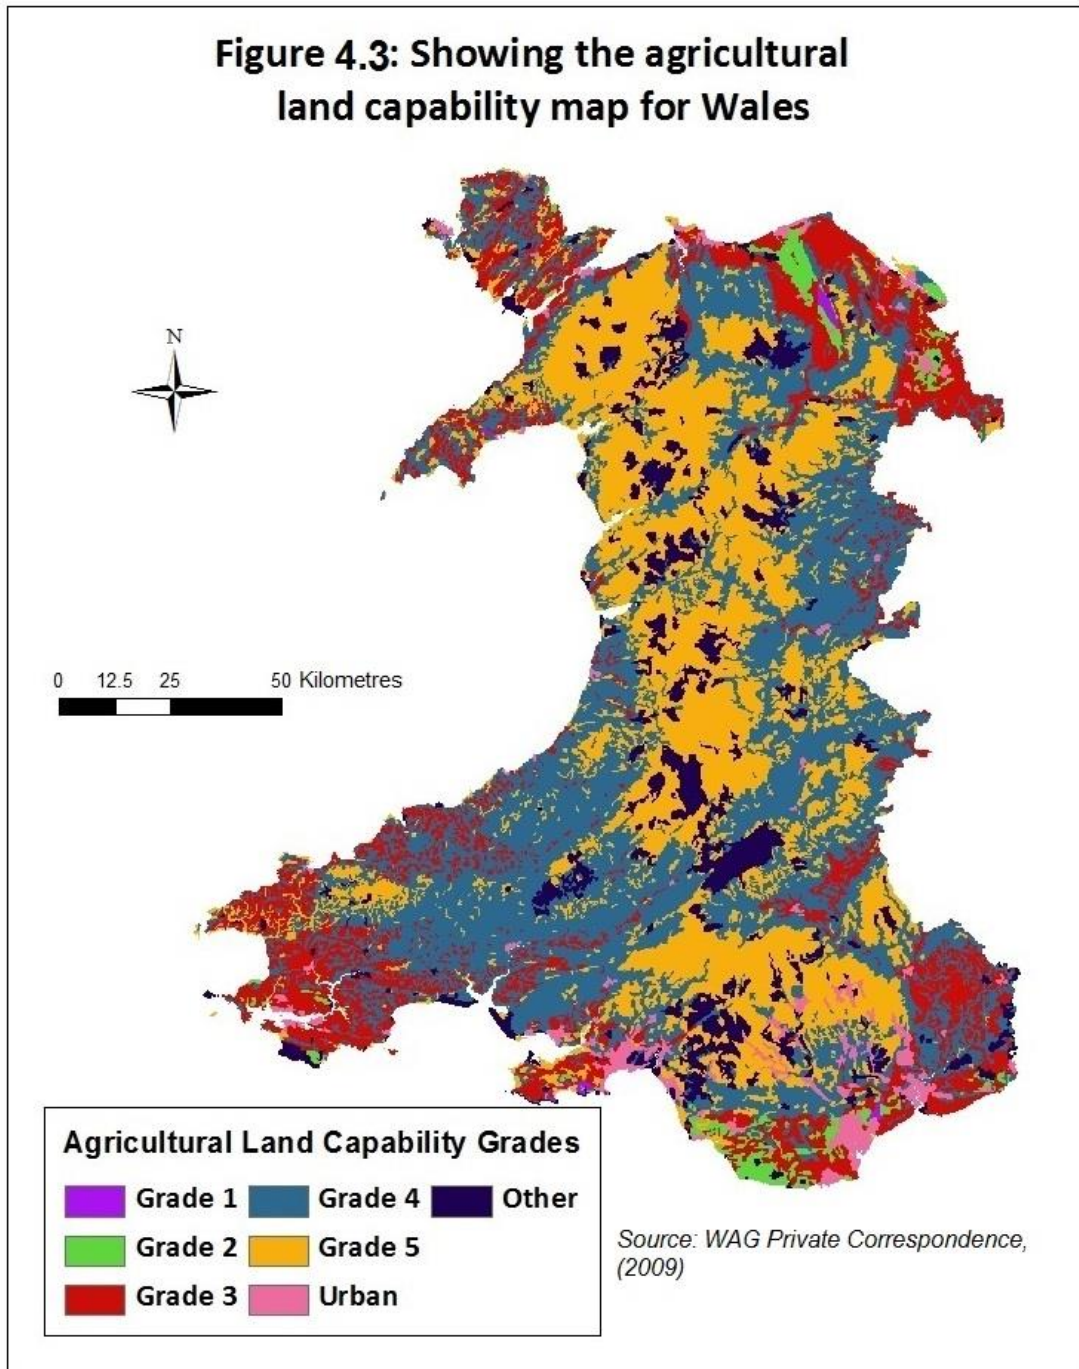 Figure 4.3: Showing the agricultural
land capability map for Wales
N
0 12.5 25 50 Kilometres
Agricultural Land Capability Grades
Grade 1 Grade 4 Other
Grade 2 Grade 5
Grade 3 Urban
Source: WAG Private Correspondence,
(2009)